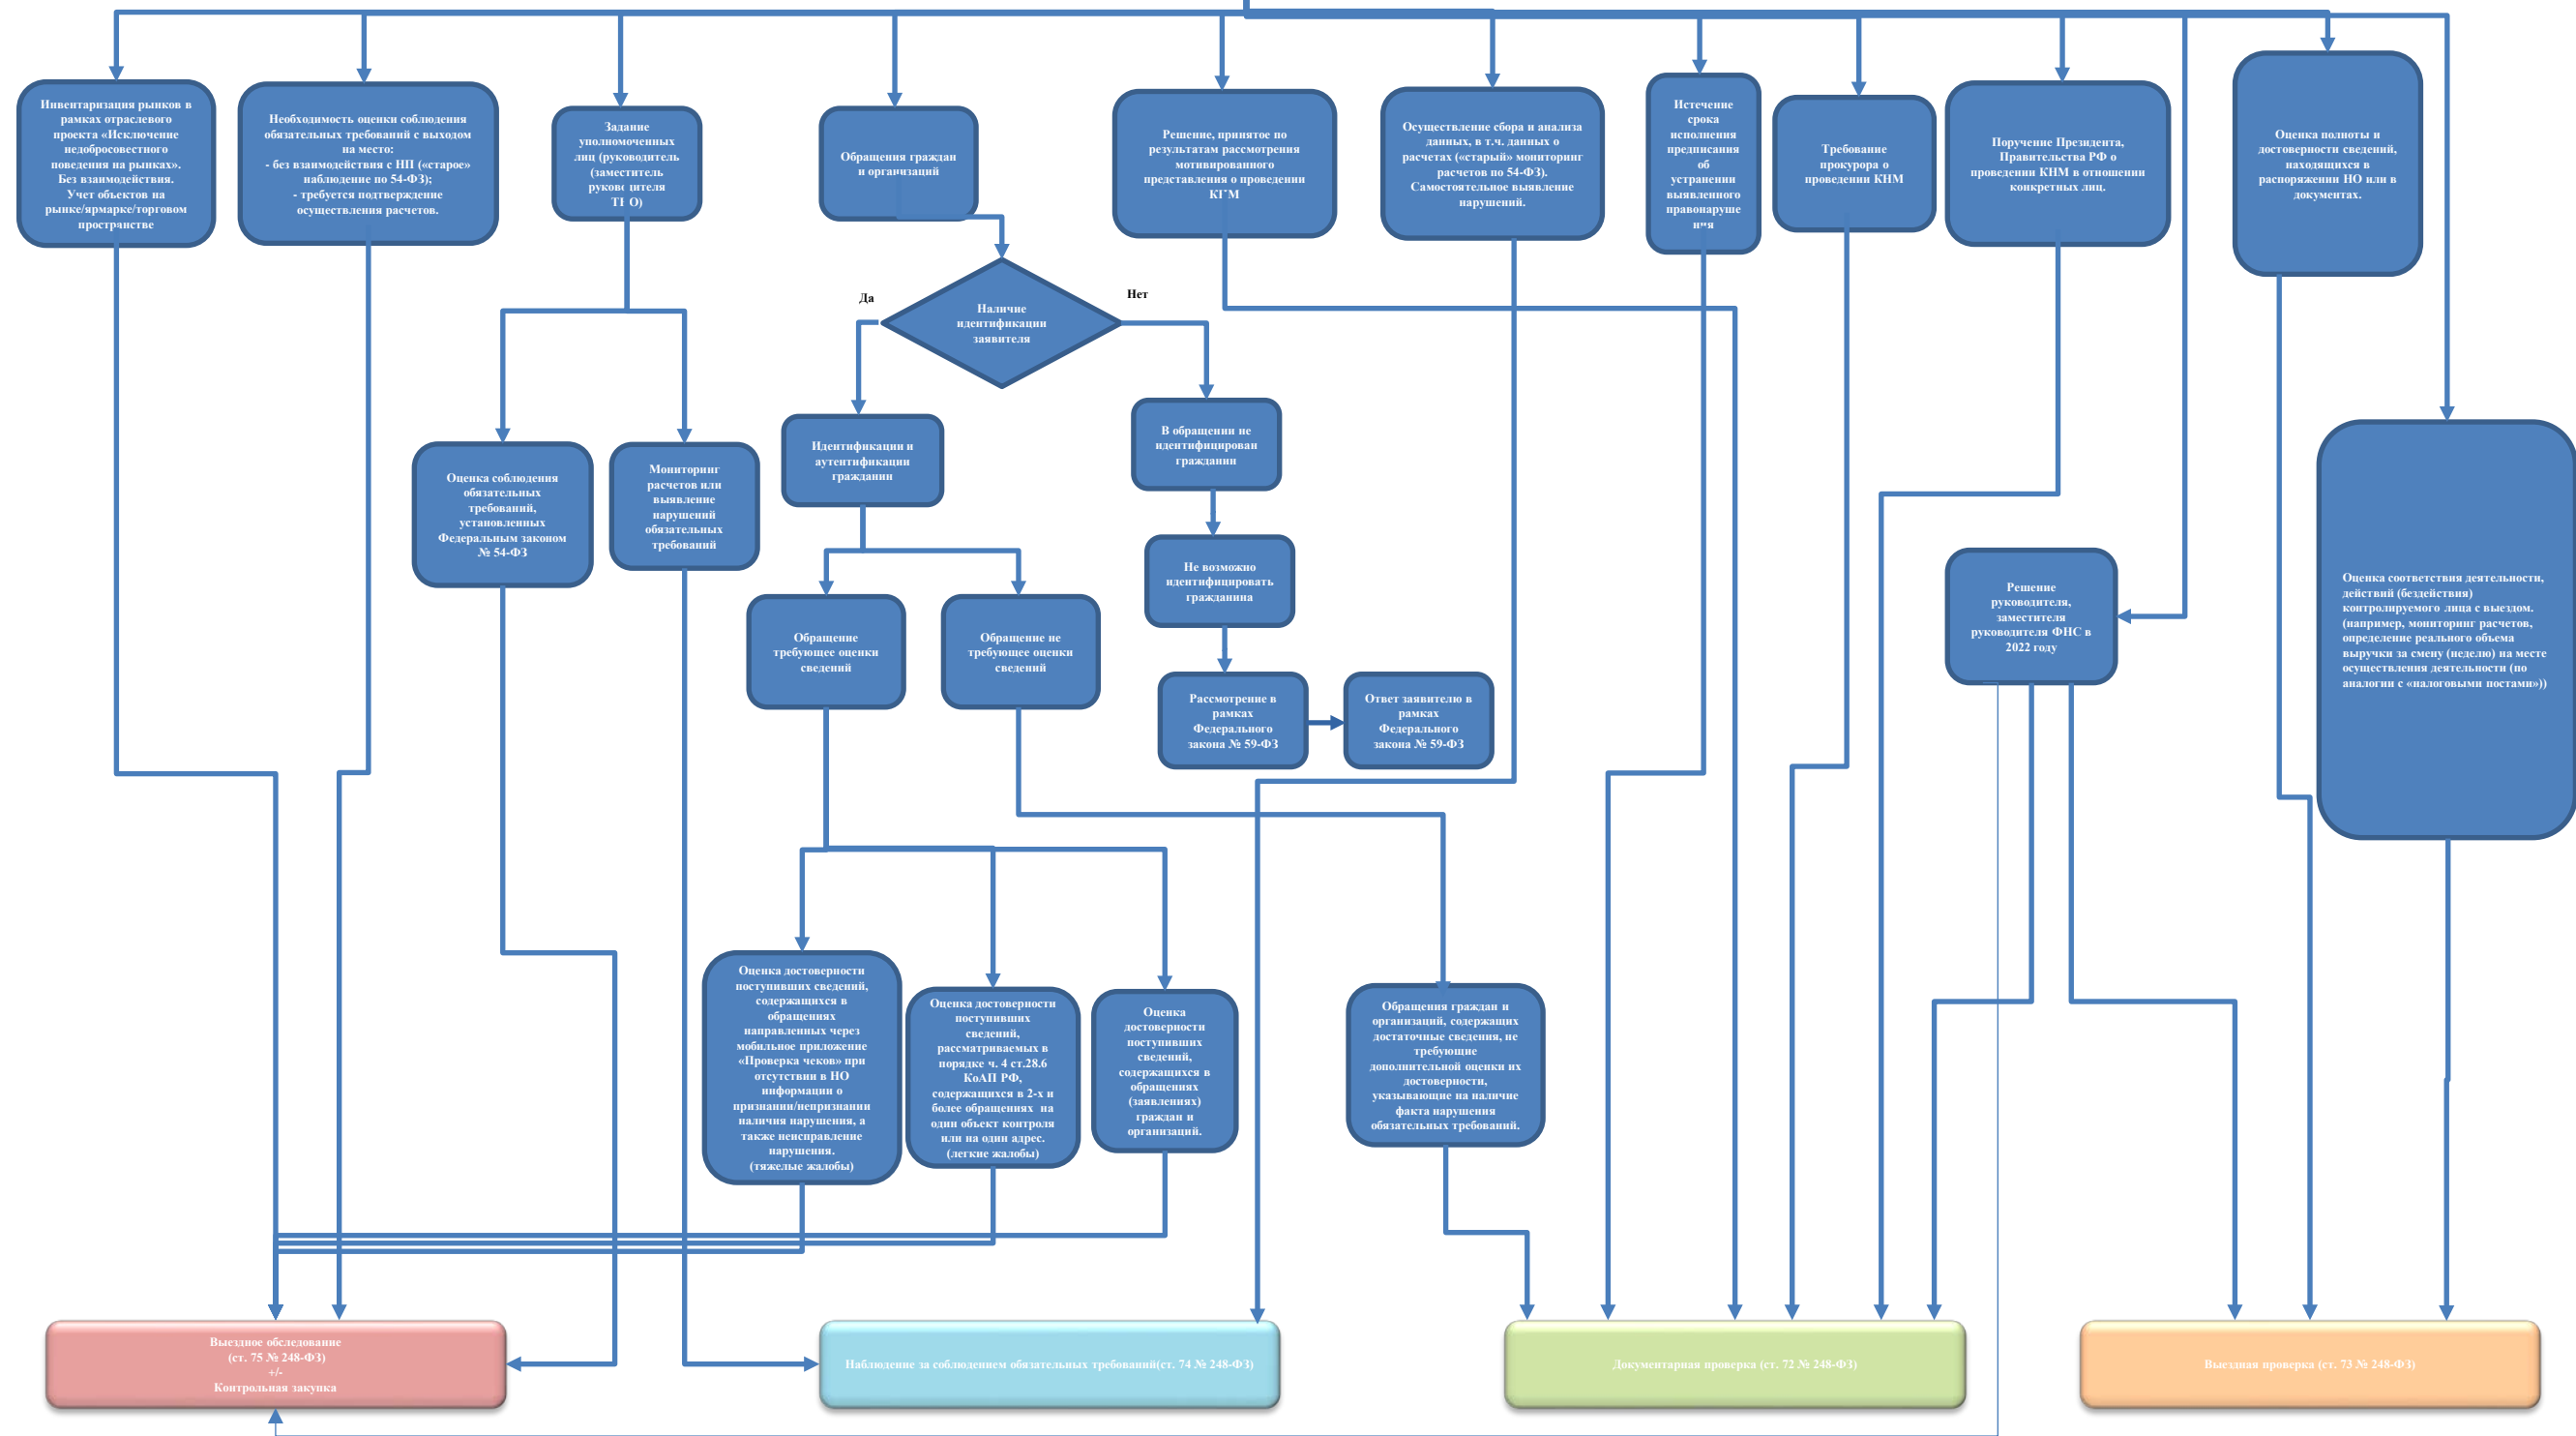 Инвентаризация рынков в
рамках отраслевого
проекта «Исключение
недобросовестного
поведения на рынках».
Без взаимодействия.
Учет объектов на
рынке/ярмарке/торговом
пространстве
Необходимость оценки соблюдения
обязательных требований с выходом
на место:
- без взаимодействия с НП («старое»
наблюдение по 54-ФЗ);
- требуется подтверждение
осуществления расчетов.
Задание
уполномоченных
лиц (руководитель
(заместитель
руководителя
ТНО)
Обращения граждан
и организаций
Решение, принятое по
результатам рассмотрения
мотивированного
представления о проведении
КНМ
Осуществление сбора и анализа
данных, в т.ч. данных о
расчетах («старый» мониторинг
расчетов по 54-ФЗ).
Самостоятельное выявление
нарушений.
Истечение
срока
исполнения
предписания
об
устранении
выявленного
правонаруше
ния
Требование
прокурора о
проведении КНМ
Поручение Президента,
Правительства РФ о
проведении КНМ в отношении
конкретных лиц.
Оценка полноты и
достоверности сведений,
находящихся в
распоряжении НО или в
документах.
Да
Наличие
идентификации
заявителя
Нет
Оценка соблюдения
обязательных
требований,
установленных
Федеральным законом
№ 54-ФЗ
Мониторинг
расчетов или
выявление
нарушений
обязательных
требований
Идентификации и
аутентификации
гражданин
В обращении не
идентифицирован
гражданин
Не возможно
идентифицировать
гражданина
Обращение
требующее оценки
сведений
Обращение не
требующее оценки
сведений
Рассмотрение в
рамках
Федерального
закона № 59-ФЗ
Ответ заявителю в
рамках
Федерального
закона № 59-ФЗ
Решение
руководителя,
заместителя
руководителя ФНС в
2022 году
Оценка соответствия деятельности,
действий (бездействия)
контролируемого лица с выездом.
(например, мониторинг расчетов,
определение реального объема
выручки за смену (неделю) на месте
осуществления деятельности (по
аналогии с «налоговыми постами»))
Оценка достоверности
поступивших сведений,
содержащихся в
обращениях
направленных через
мобильное приложение
«Проверка чеков» при
отсутствии в НО
информации о
признании/непризнании
наличия нарушения, а
также неисправление
нарушения.
(тяжелые жалобы)
Оценка достоверности
поступивших
сведений,
рассматриваемых в
порядке ч. 4 ст.28.6
КоАП РФ,
содержащихся в 2-х и
более обращениях на
один объект контроля
или на один адрес.
(легкие жалобы)
Оценка
достоверности
поступивших
сведений,
содержащихся в
обращениях
(заявлениях)
граждан и
организаций.
Обращения граждан и
организаций, содержащих
достаточные сведения, не
требующие
дополнительной оценки их
достоверности,
указывающие на наличие
факта нарушения
обязательных требований.
Выездное обследование
(ст. 75 № 248-ФЗ)
+/-
Контрольная закупка
Наблюдение за соблюдением обязательных требований(ст. 74 № 248-ФЗ)
Документарная проверка (ст. 72 № 248-ФЗ)
Выездная проверка (ст. 73 № 248-ФЗ)